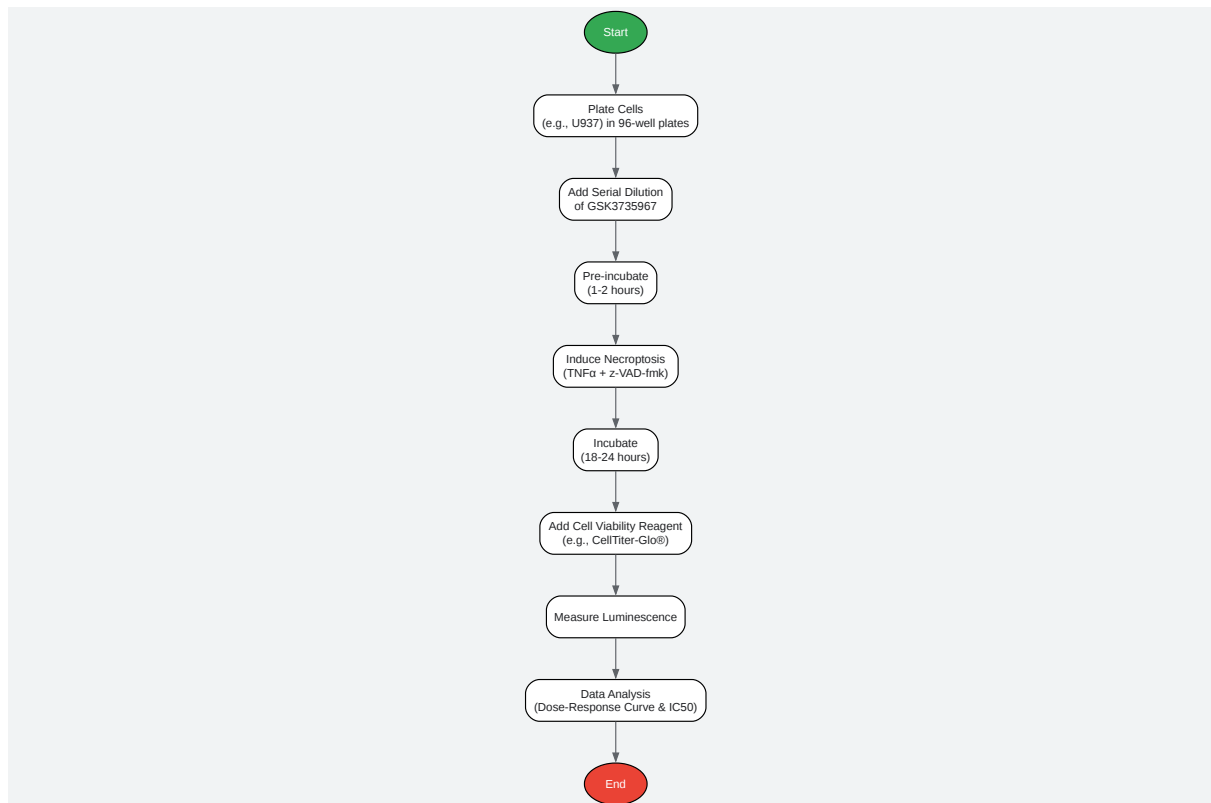 Start
Plate Cells
(e.g., U937) in 96-well plates
Add Serial Dilution
of GSK3735967
Pre-incubate
(1-2 hours)
Induce Necroptosis
(TNFα + z-VAD-fmk)
Incubate
(18-24 hours)
Add Cell Viability Reagent
(e.g., CellTiter-Glo®)
Measure Luminescence
Data Analysis
(Dose-Response Curve & IC50)
End